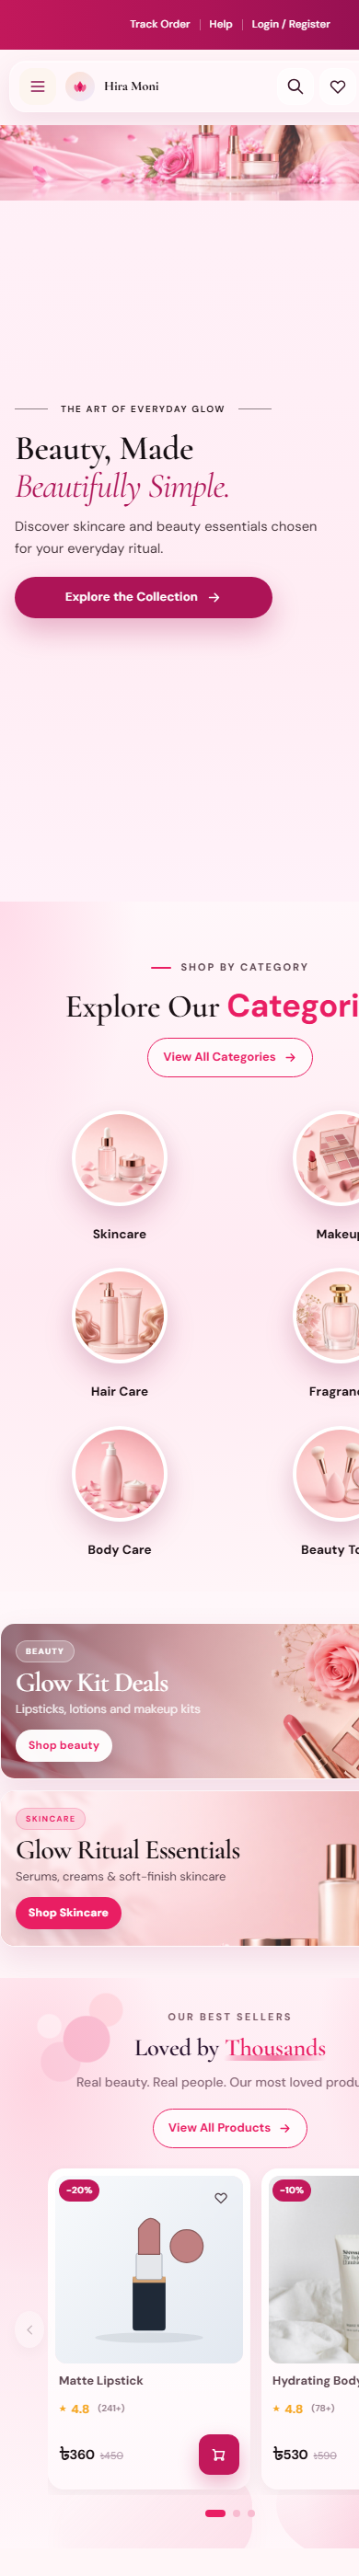 Track Order | Help | Login / Register
Hira Moni
THE ART OF EVERYDAY GLOW
Beauty, Made
Beautifully Simple.
Discover skincare and beauty essentials chosen
for your everyday ritual.
Explore the Collection →
SHOP BY CATEGORY
Explore Our Categori
View All Categories →
Skincare
Makeup
Hair Care
Fragran
Body Care
Beauty To
BEAUTY
Glow Kit Deals
Lipsticks, lotions and makeup kits
Shop beauty
SKINCARE
Glow Ritual Essentials
Serums, creams & soft-finish skincare
Shop Skincare
OUR BEST SELLERS
Loved by Thousands
Real beauty. Real people. Our most loved produ
View All Products →
-20%
-10%
Matte Lipstick
Hydrating Body
★ 4.8 (241+)
★ 4.8 (78+)
৳360 ৳450
৳530 ৳590